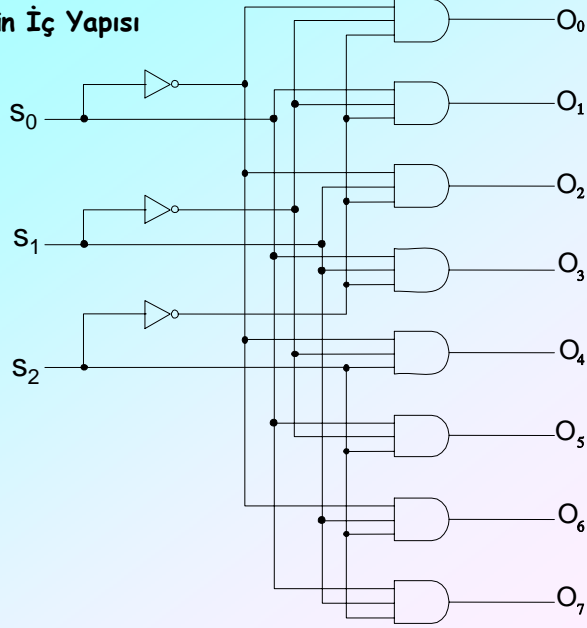 in İç Yapısı
O₀
S₀
O₁
O₂
S₁
O₃
O₄
S₂
O₅
O₆
O₇